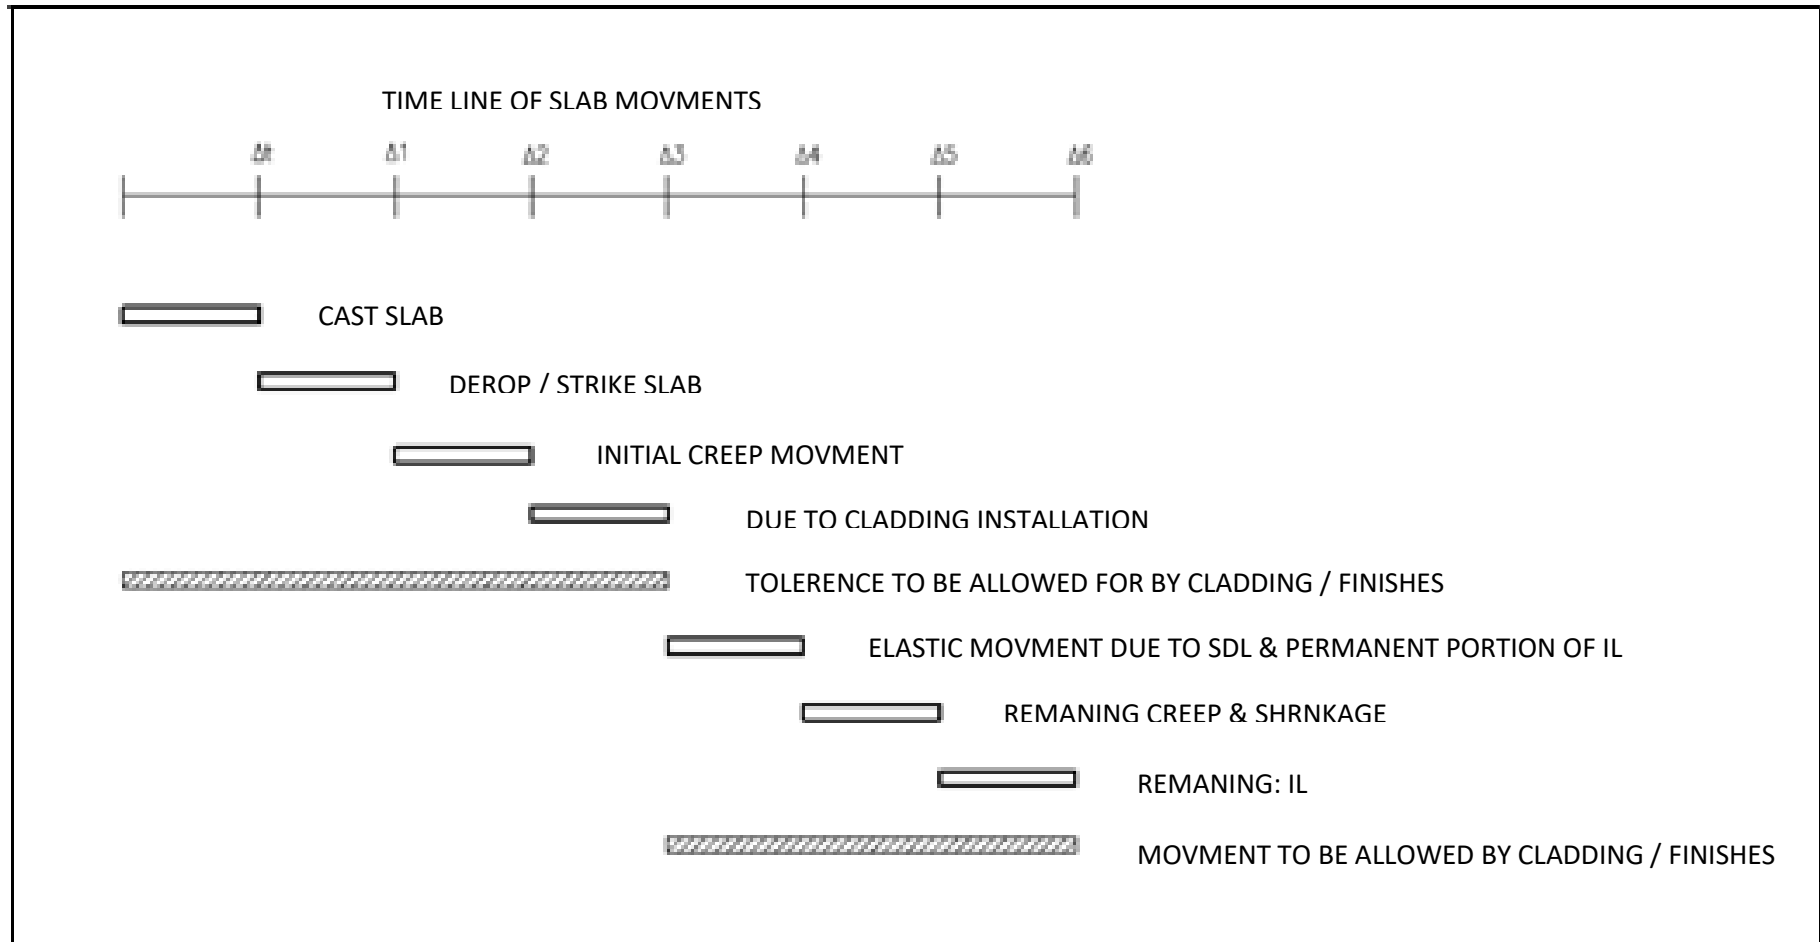 TIME LINE OF SLAB MOVMENTS
Δt Δ1 Δ2 Δ3 Δ4 Δ5 Δ6
CAST SLAB
DEROP / STRIKE SLAB
INITIAL CREEP MOVMENT
DUE TO CLADDING INSTALLATION
TOLERENCE TO BE ALLOWED FOR BY CLADDING / FINISHES
ELASTIC MOVMENT DUE TO SDL & PERMANENT PORTION OF IL
REMANING CREEP & SHRNKAGE
REMANING: IL
MOVMENT TO BE ALLOWED BY CLADDING / FINISHES